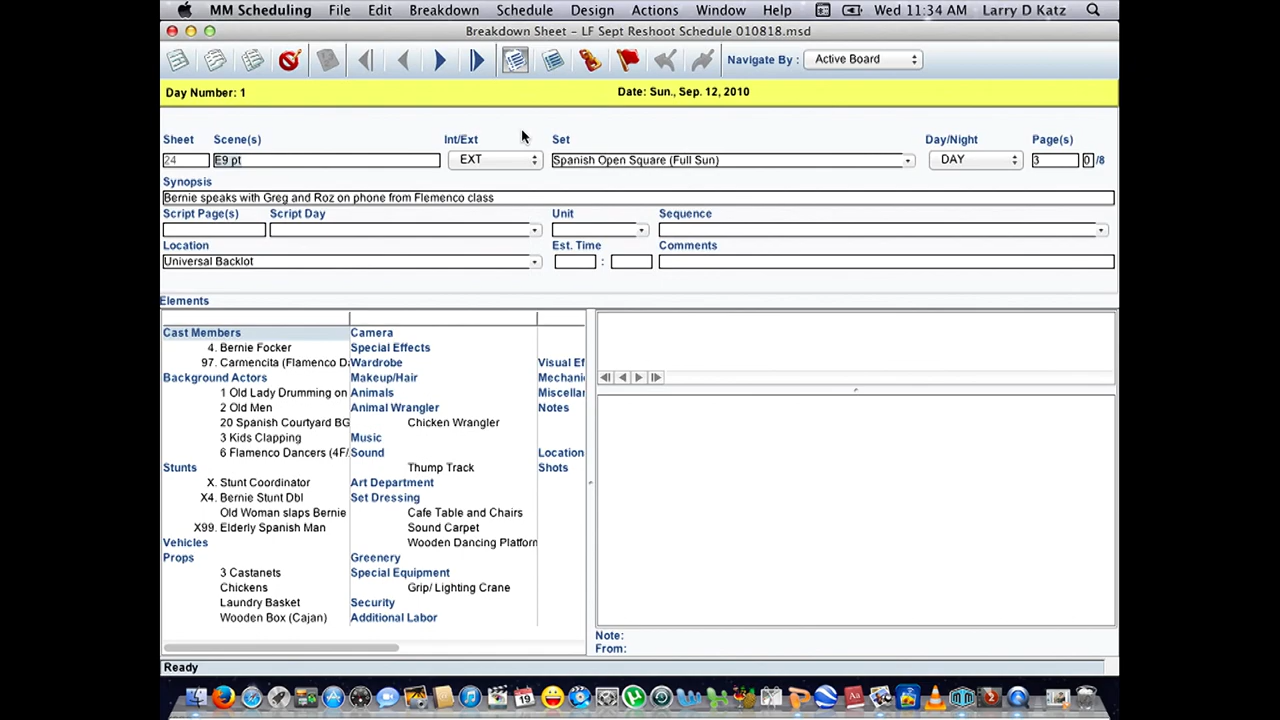 MM Scheduling File Edit Breakdown Schedule Design Actions Window Help Wed 11:34 AM Larry D Katz
Breakdown Sheet - LF Sept Reshoot Schedule 010818.msd
Navigate By : Active Board
Day Number: 1 Date: Sun., Sep. 12, 2010
Sheet Scene(s) Int/Ext Set Day/Night Page(s)
24 E9 pt EXT Spanish Open Square (Full Sun) DAY 3 0 /8
Synopsis
Bernie speaks with Greg and Roz on phone from Flemenco class
Script Page(s) Script Day Unit Sequence
Location Est. Time Comments
Universal Backlot :
Elements
Cast Members Camera
4. Bernie Focker Special Effects
97. Carmencita (Flamenco Da Wardrobe Visual Ef
Background Actors Makeup/Hair Mechani
1 Old Lady Drumming on Animals Miscellan
2 Old Men Animal Wrangler Notes
20 Spanish Courtyard BG Chicken Wrangler
3 Kids Clapping Music
6 Flamenco Dancers (4F/ Sound Location
Stunts Thump Track Shots
X. Stunt Coordinator Art Department
X4. Bernie Stunt Dbl Set Dressing
Old Woman slaps Bernie Cafe Table and Chairs
X99. Elderly Spanish Man Sound Carpet
Vehicles Wooden Dancing Platform
Props Greenery
3 Castanets Special Equipment
Chickens Grip/ Lighting Crane
Laundry Basket Security
Wooden Box (Cajan) Additional Labor
Note:
From:
Ready
19
2